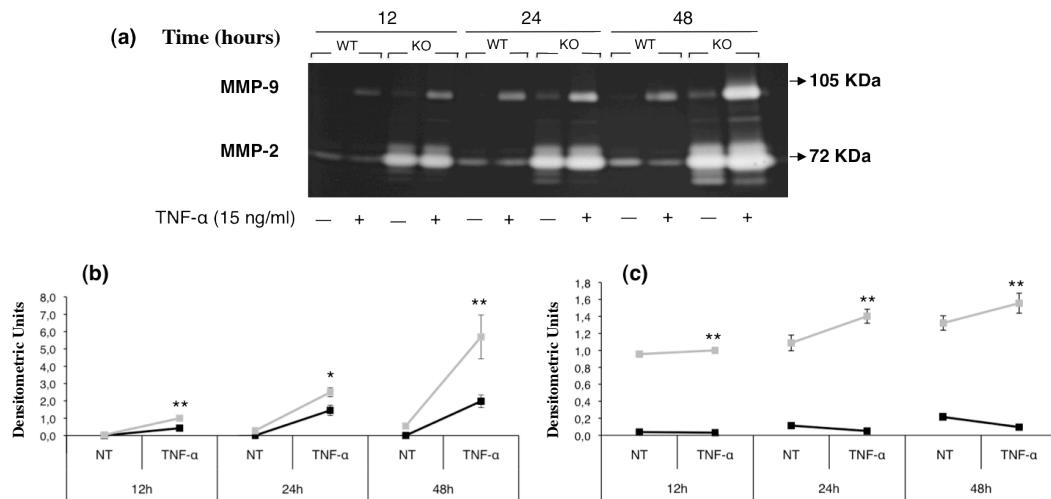 12 24 48
(a) Time (hours) WT KO WT KO WT KO
MMP-9 105 KDa
MMP-2 72 KDa
TNF-α (15 ng/ml) — + — + — + — + — + — +
(b)
Densitometric Units
8,0
7,0
6,0
5,0
4,0
3,0
2,0
1,0
0,0
** * **
NT TNF-α NT TNF-α NT TNF-α
12h 24h 48h
(c)
Densitometric Units
1,8
1,6
1,4
1,2
1,0
0,8
0,6
0,4
0,2
0,0
** ** **
NT TNF-α NT TNF-α NT TNF-α
12h 24h 48h